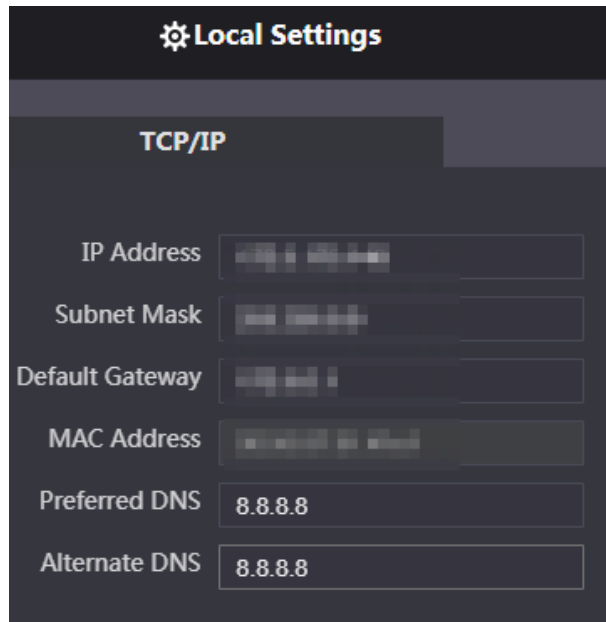 Local Settings
TCP/IP
IP Address
Subnet Mask
Default Gateway
MAC Address
Preferred DNS 8.8.8.8
Alternate DNS 8.8.8.8